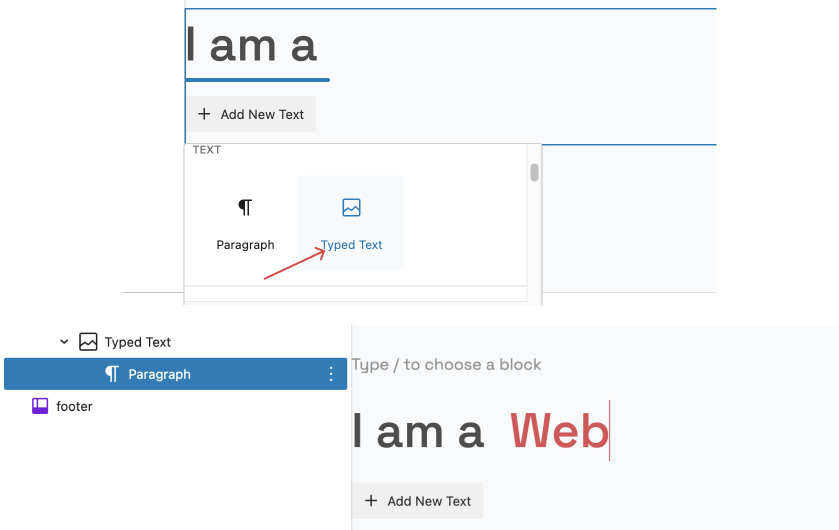 I am a
+ Add New Text
TEXT
Paragraph Typed Text
Typed Text
Paragraph
footer
Type / to choose a block
I am a Web
+ Add New Text